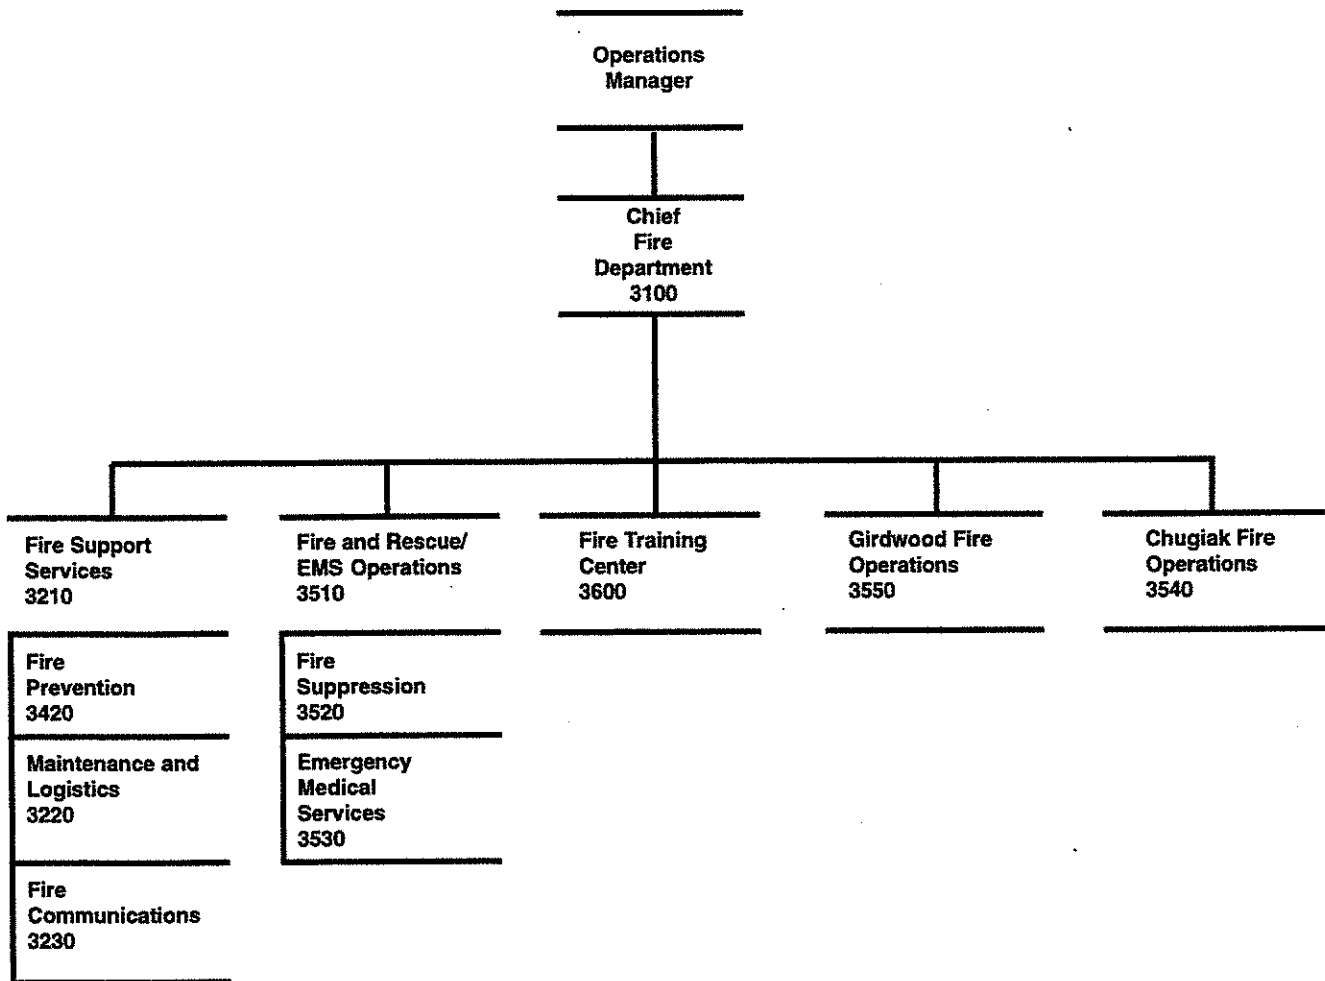 Operations
Manager
Chief
Fire
Department
3100
Fire Support
Services
3210
Fire and Rescue/
EMS Operations
3510
Fire Training
Center
3600
Girdwood Fire
Operations
3550
Chugiak Fire
Operations
3540
Fire
Prevention
3420
Maintenance and
Logistics
3220
Fire
Communications
3230
Fire
Suppression
3520
Emergency
Medical
Services
3530